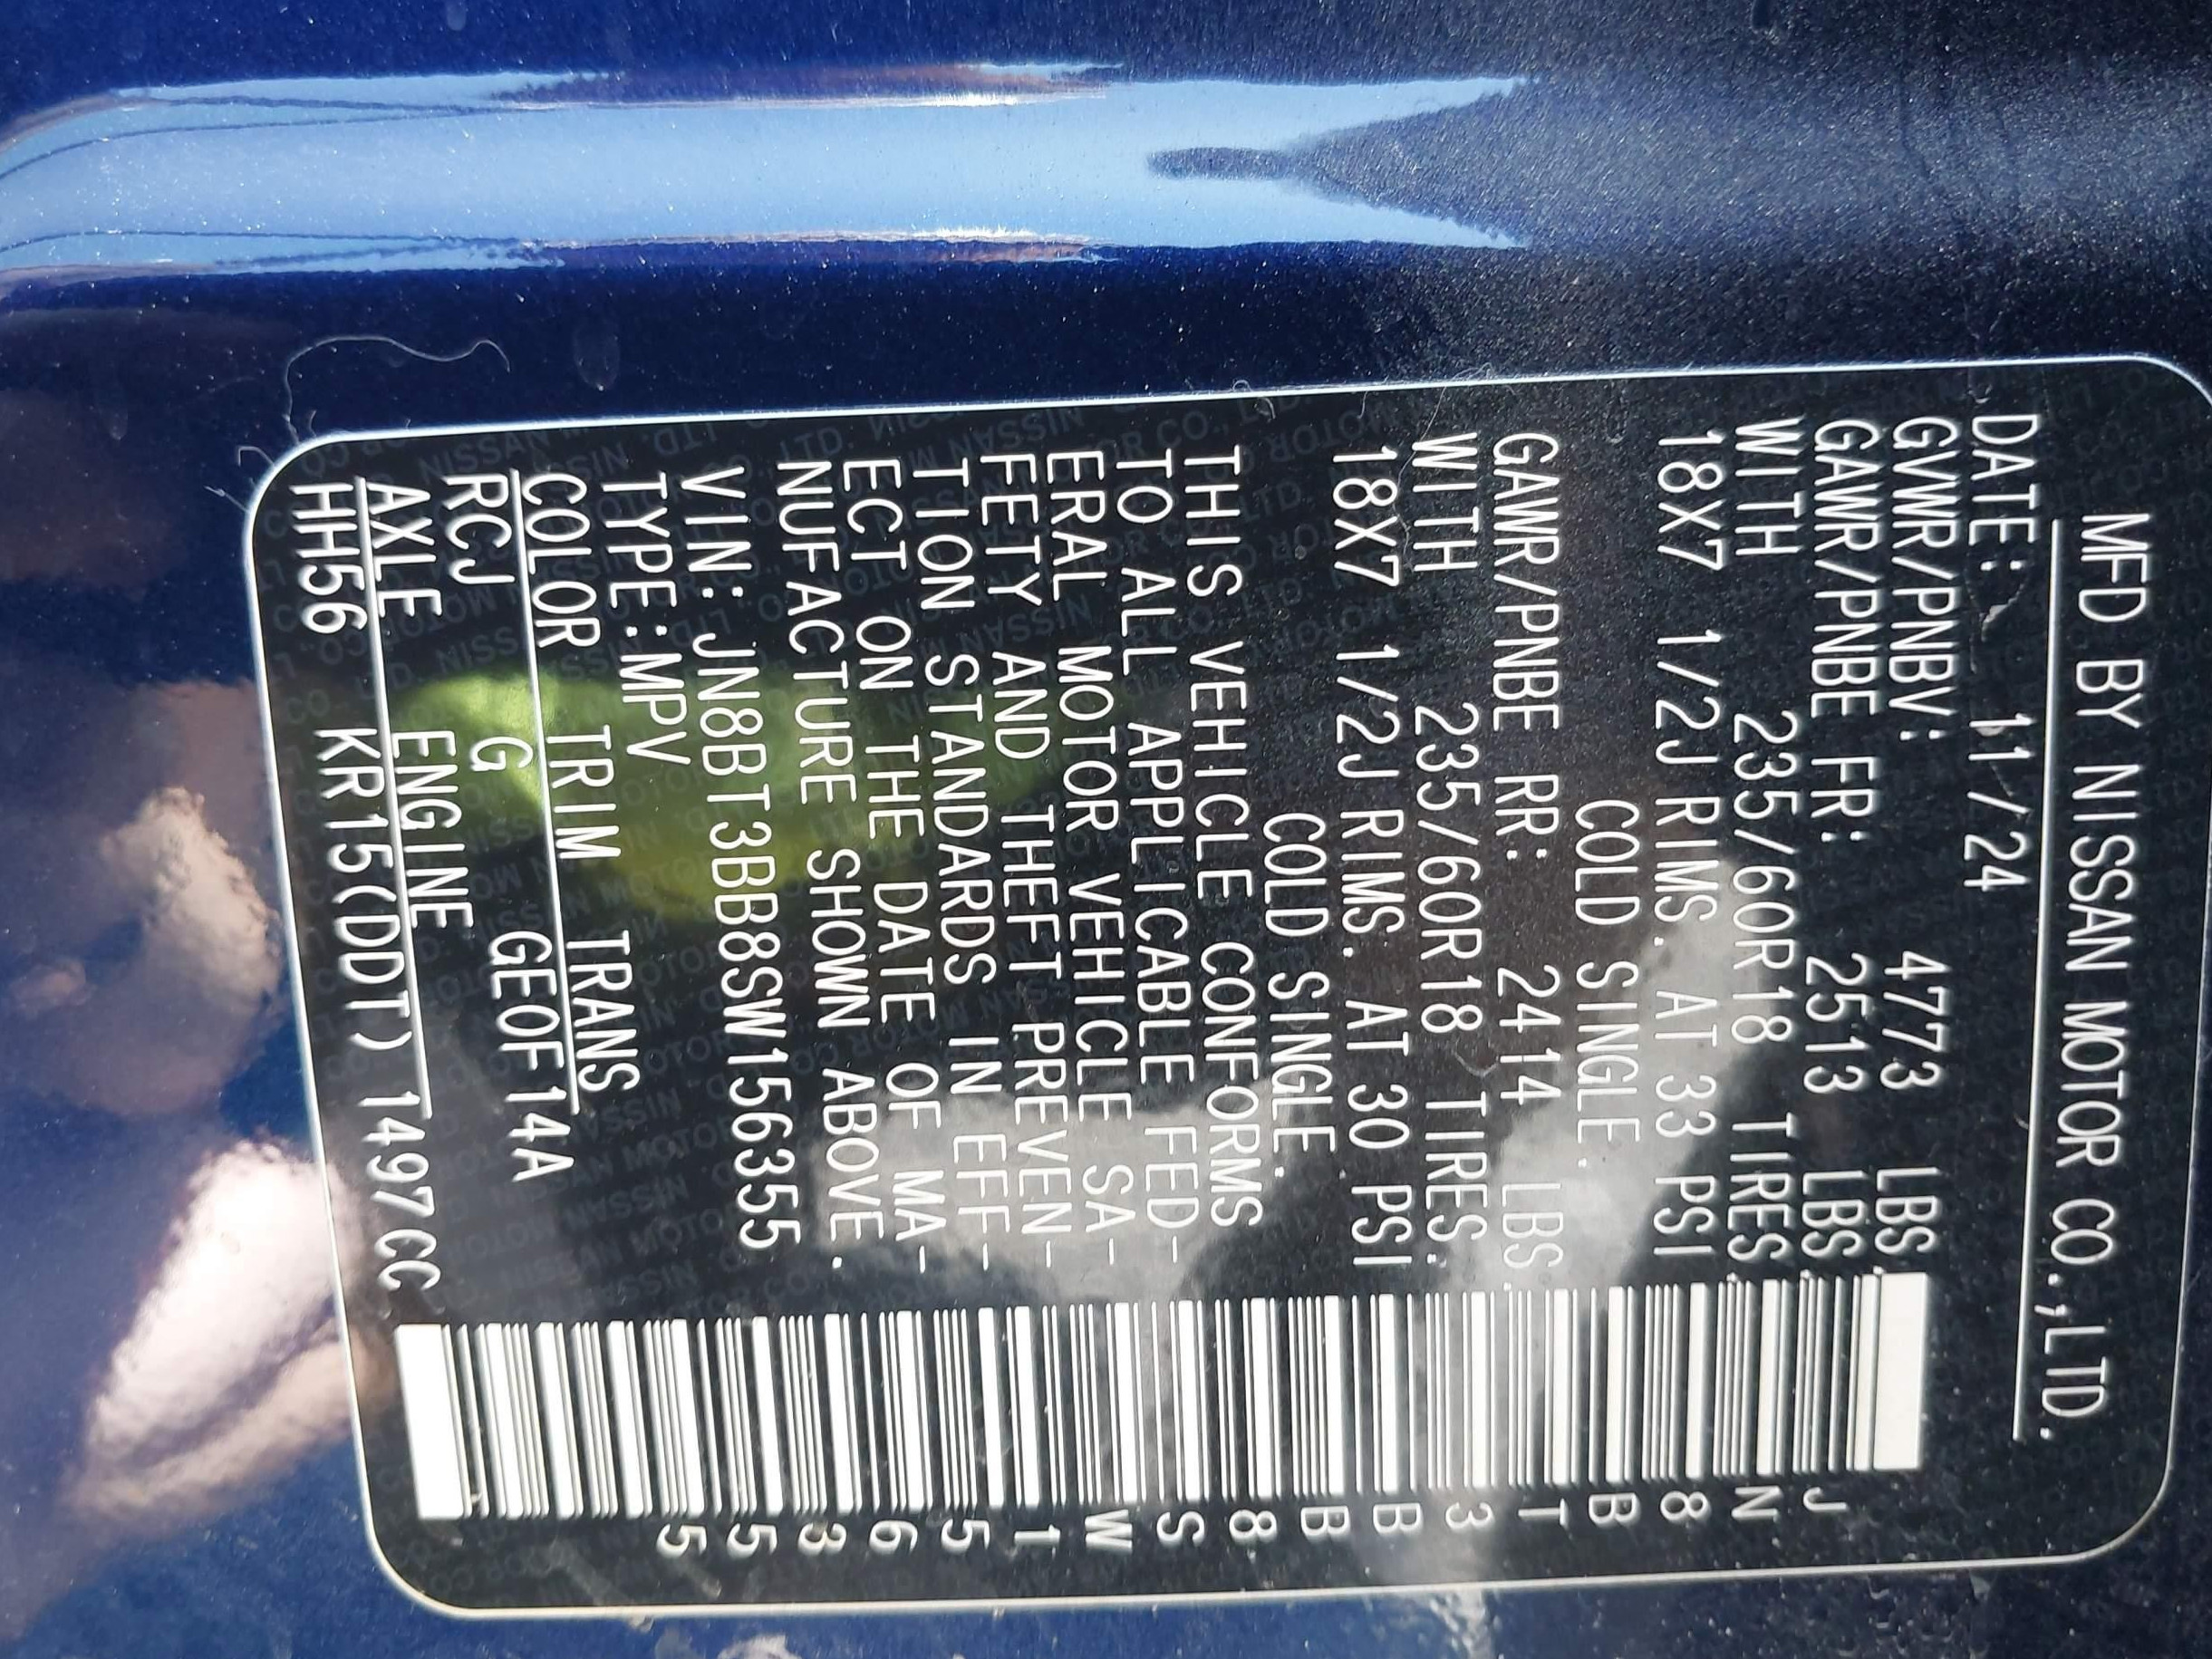 MFD BY NISSAN MOTOR CO.,LTD.
DATE: 11/24
GVWR/PNBV: 4773 LBS.
GAWR/PNBE FR: 2513 LBS.
WITH 235/60R18 TIRES.
18X7 1/2J RIMS. AT 33 PSI
COLD SINGLE.
GAWR/PNBE RR: 2414 LBS.
WITH 235/60R18 TIRES.
18X7 1/2J RIMS. AT 30 PSI
COLD SINGLE.
THIS VEHICLE CONFORMS
TO ALL APPLICABLE FED-
ERAL MOTOR VEHICLE SA-
FETY AND THEFT PREVEN-
TION STANDARDS IN EFF-
ECT ON THE DATE OF MA-
NUFACTURE SHOWN ABOVE.
VIN: JN8BT3BB8SW156355
TYPE:MPV
COLOR TRIM TRANS
RCJ G GE0F14A
AXLE ENGINE
HH56 KR15(DDT) 1497CC
J N 8 B T 3 B B 8 S W 1 5 6 3 5 5